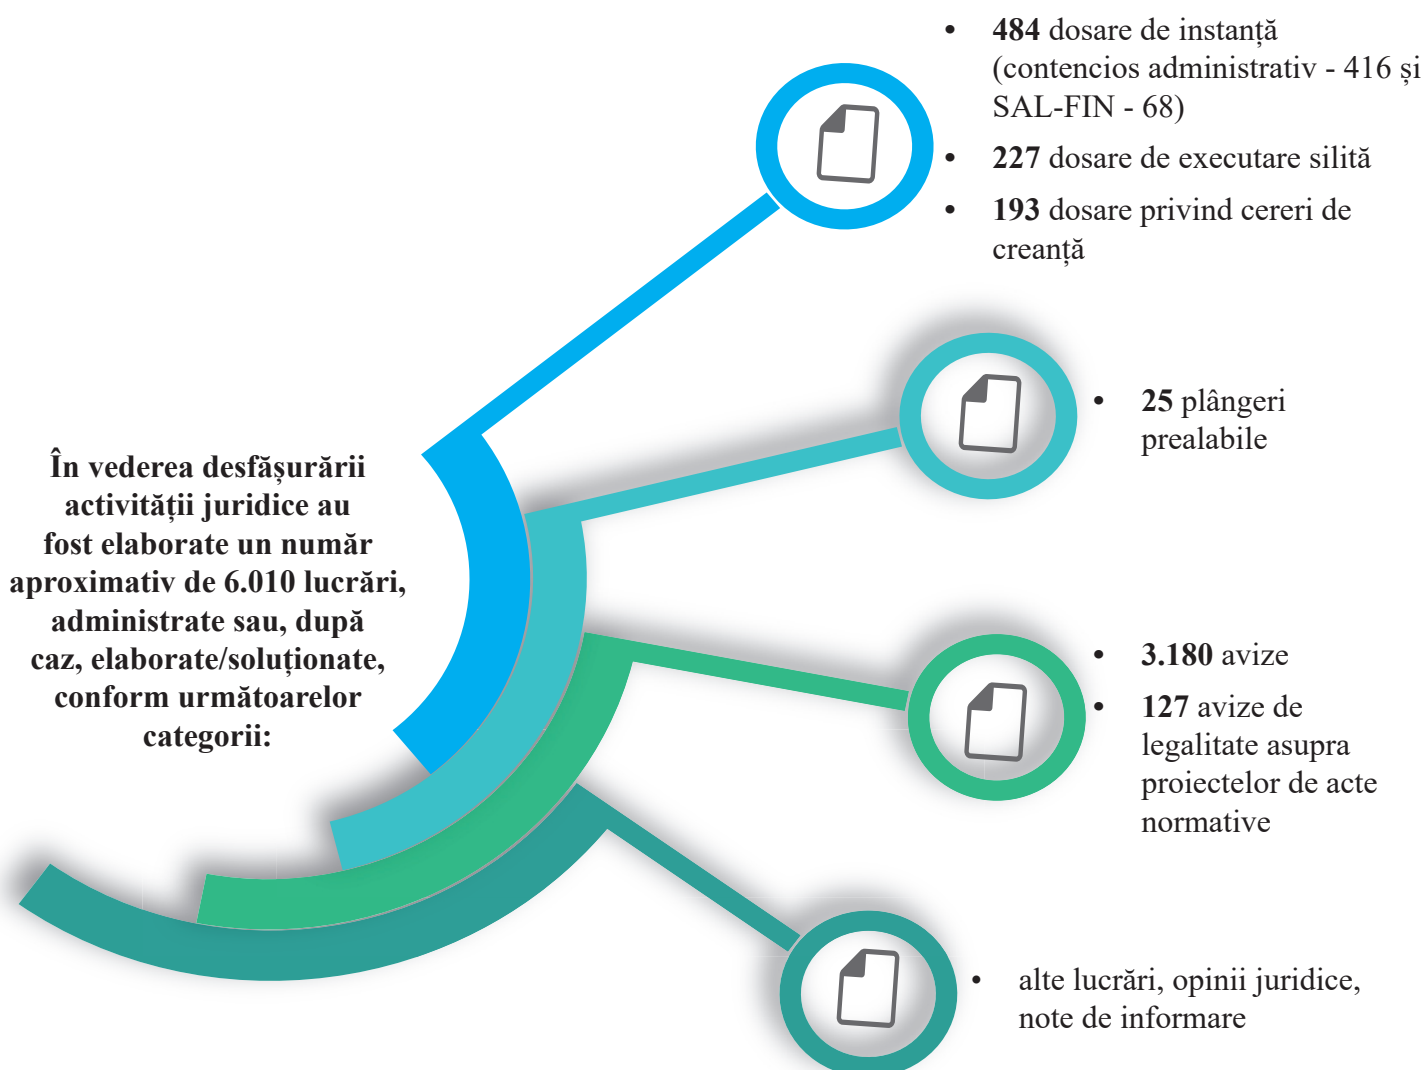 În vederea desfășurării
activității juridice au
fost elaborate un număr
aproximativ de 6.010 lucrări,
administrate sau, după
caz, elaborate/soluționate,
conform următoarelor
categorii:
• 484 dosare de instanță
(contencios administrativ - 416 și
SAL-FIN - 68)
• 227 dosare de executare silită
• 193 dosare privind cereri de
creanță
• 25 plângeri
prealabile
• 3.180 avize
• 127 avize de
legalitate asupra
proiectelor de acte
normative
• alte lucrări, opinii juridice,
note de informare